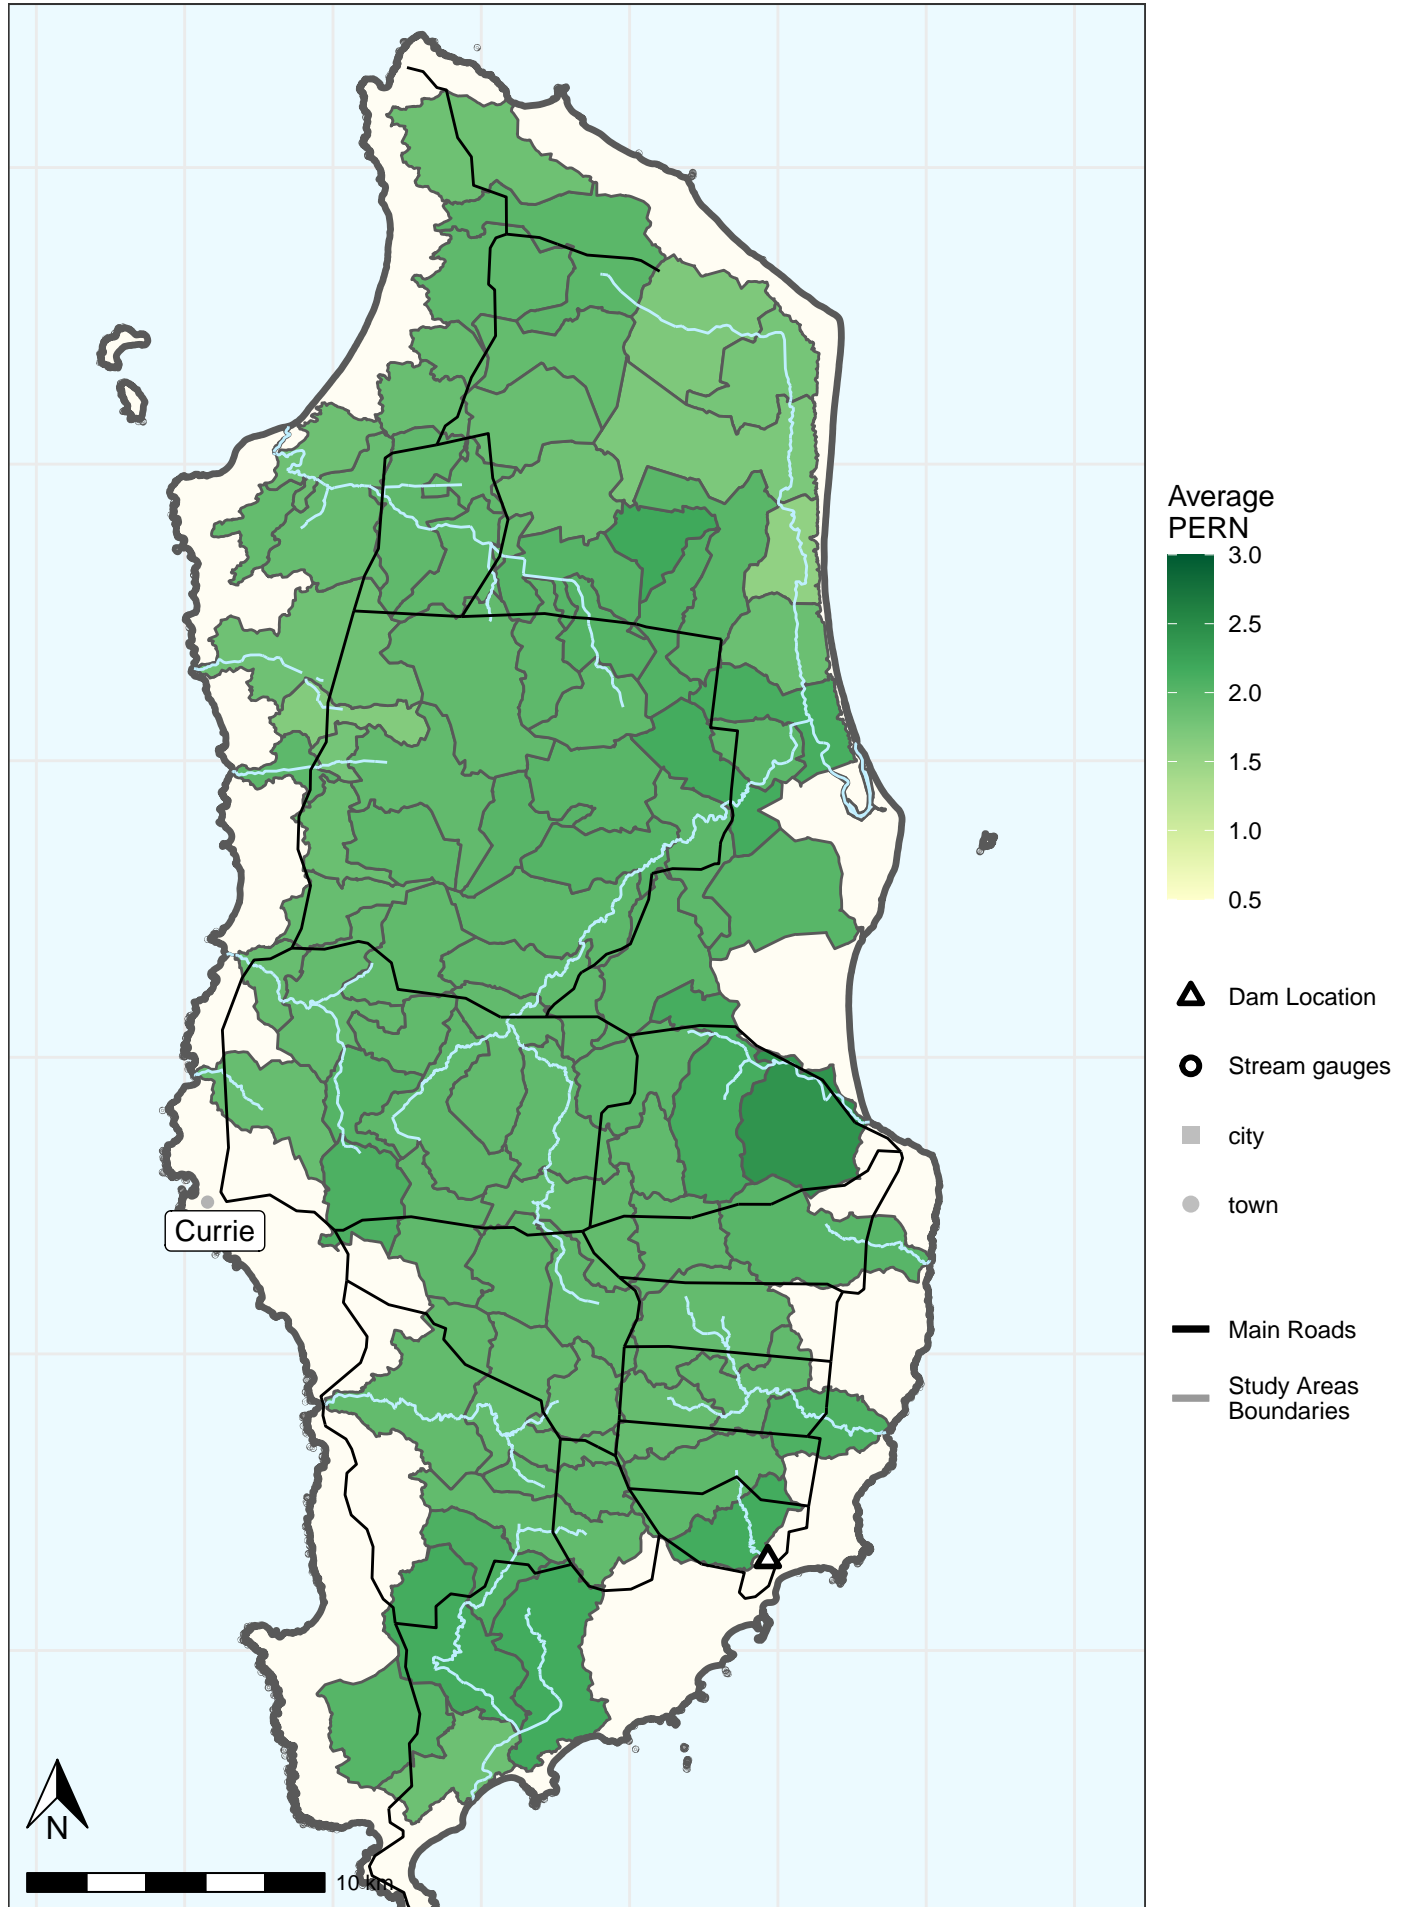 Average
PERN
3.0
2.5
2.0
1.5
1.0
0.5
Dam Location
Stream gauges
city
town
Main Roads
Study Areas
Boundaries
Currie
N
10 km